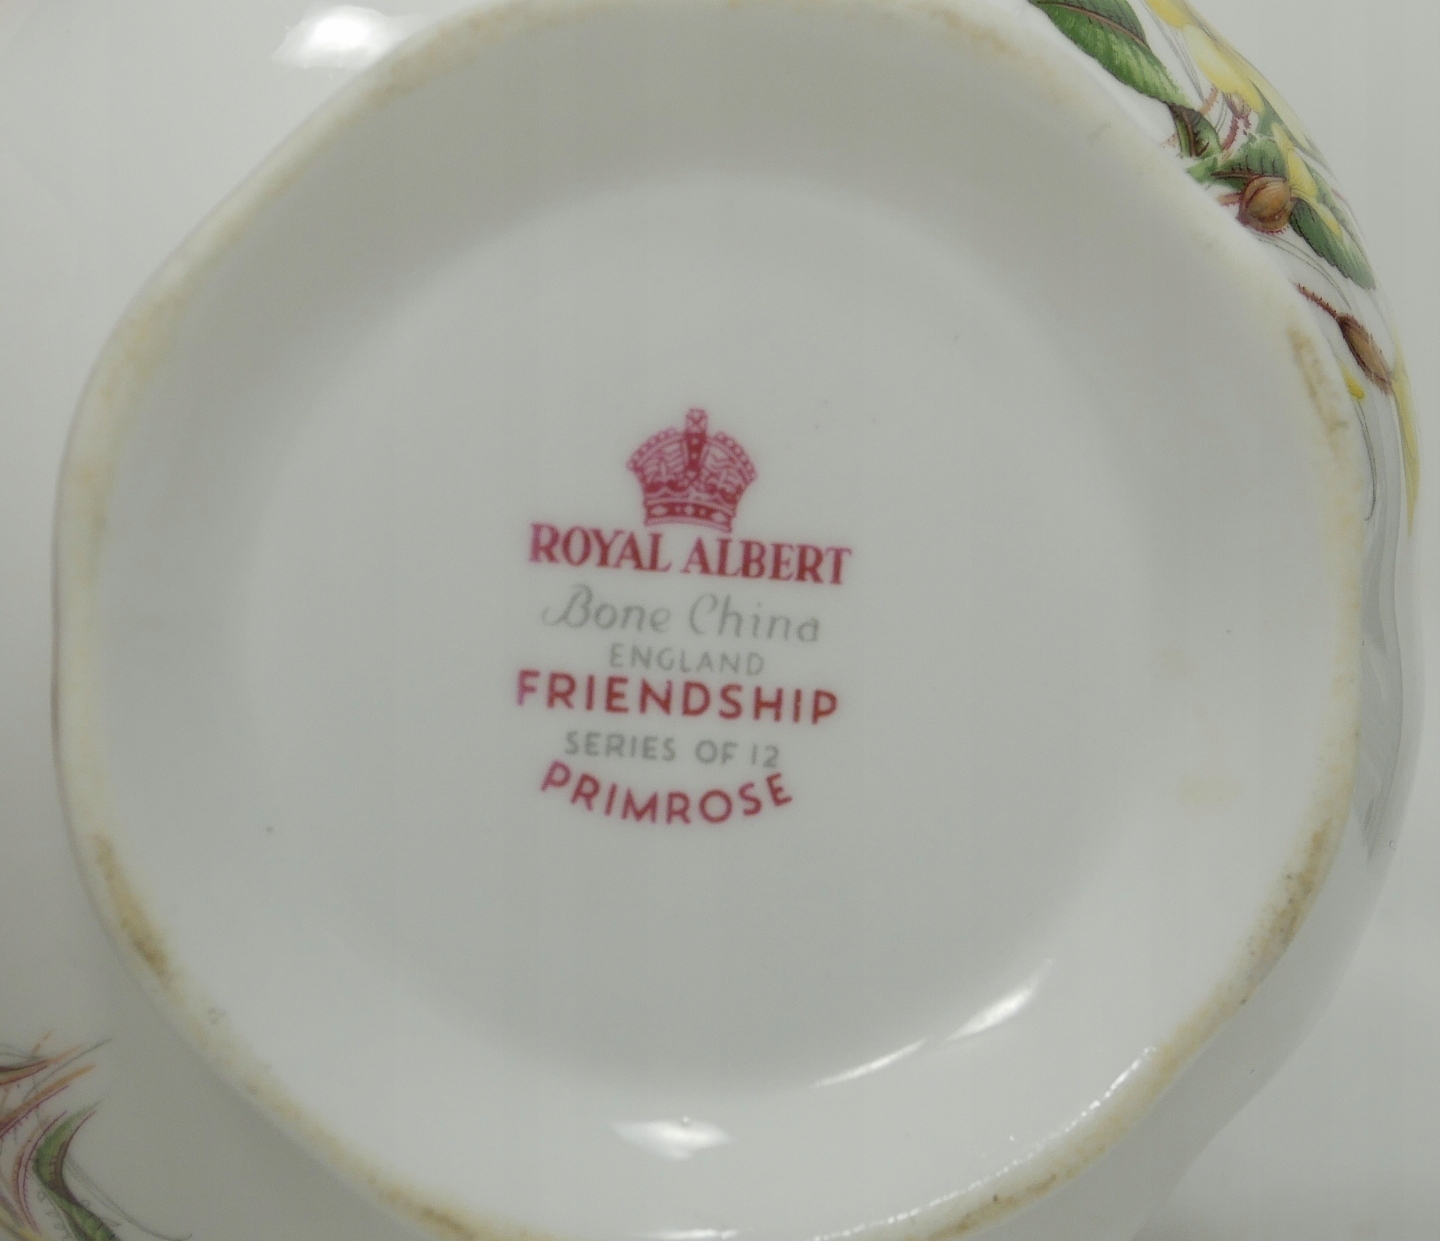 ROYAL ALBERT
Bone China
ENGLAND
FRIENDSHIP
SERIES OF 12
PRIMROSE